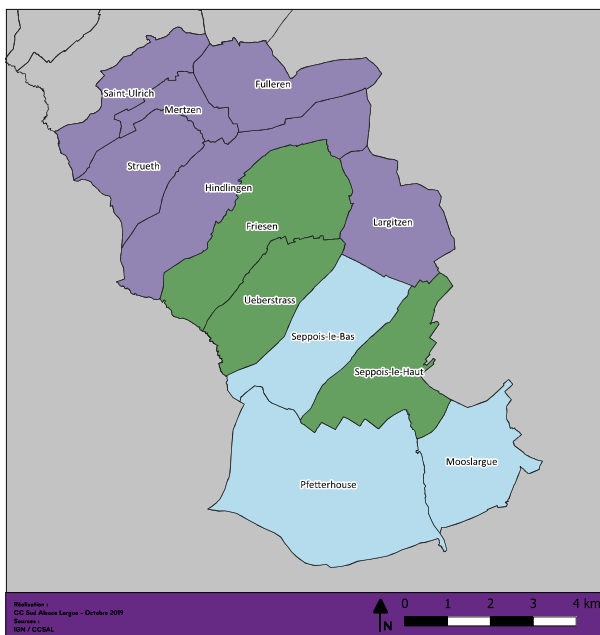 Fulleren
Saint-Ulrich
Mertzen
Strueth
Hindlingen
Largitzen
Friesen
Ueberstrass
Seppois-le-Bas
Seppois-le-Haut
Mooslargue
Pfetterhouse
Réalisation :
CC Sud Alsace Largue - Octobre 2019
Sources :
IGN / CCSAL
N
0 1 2 3 4 km